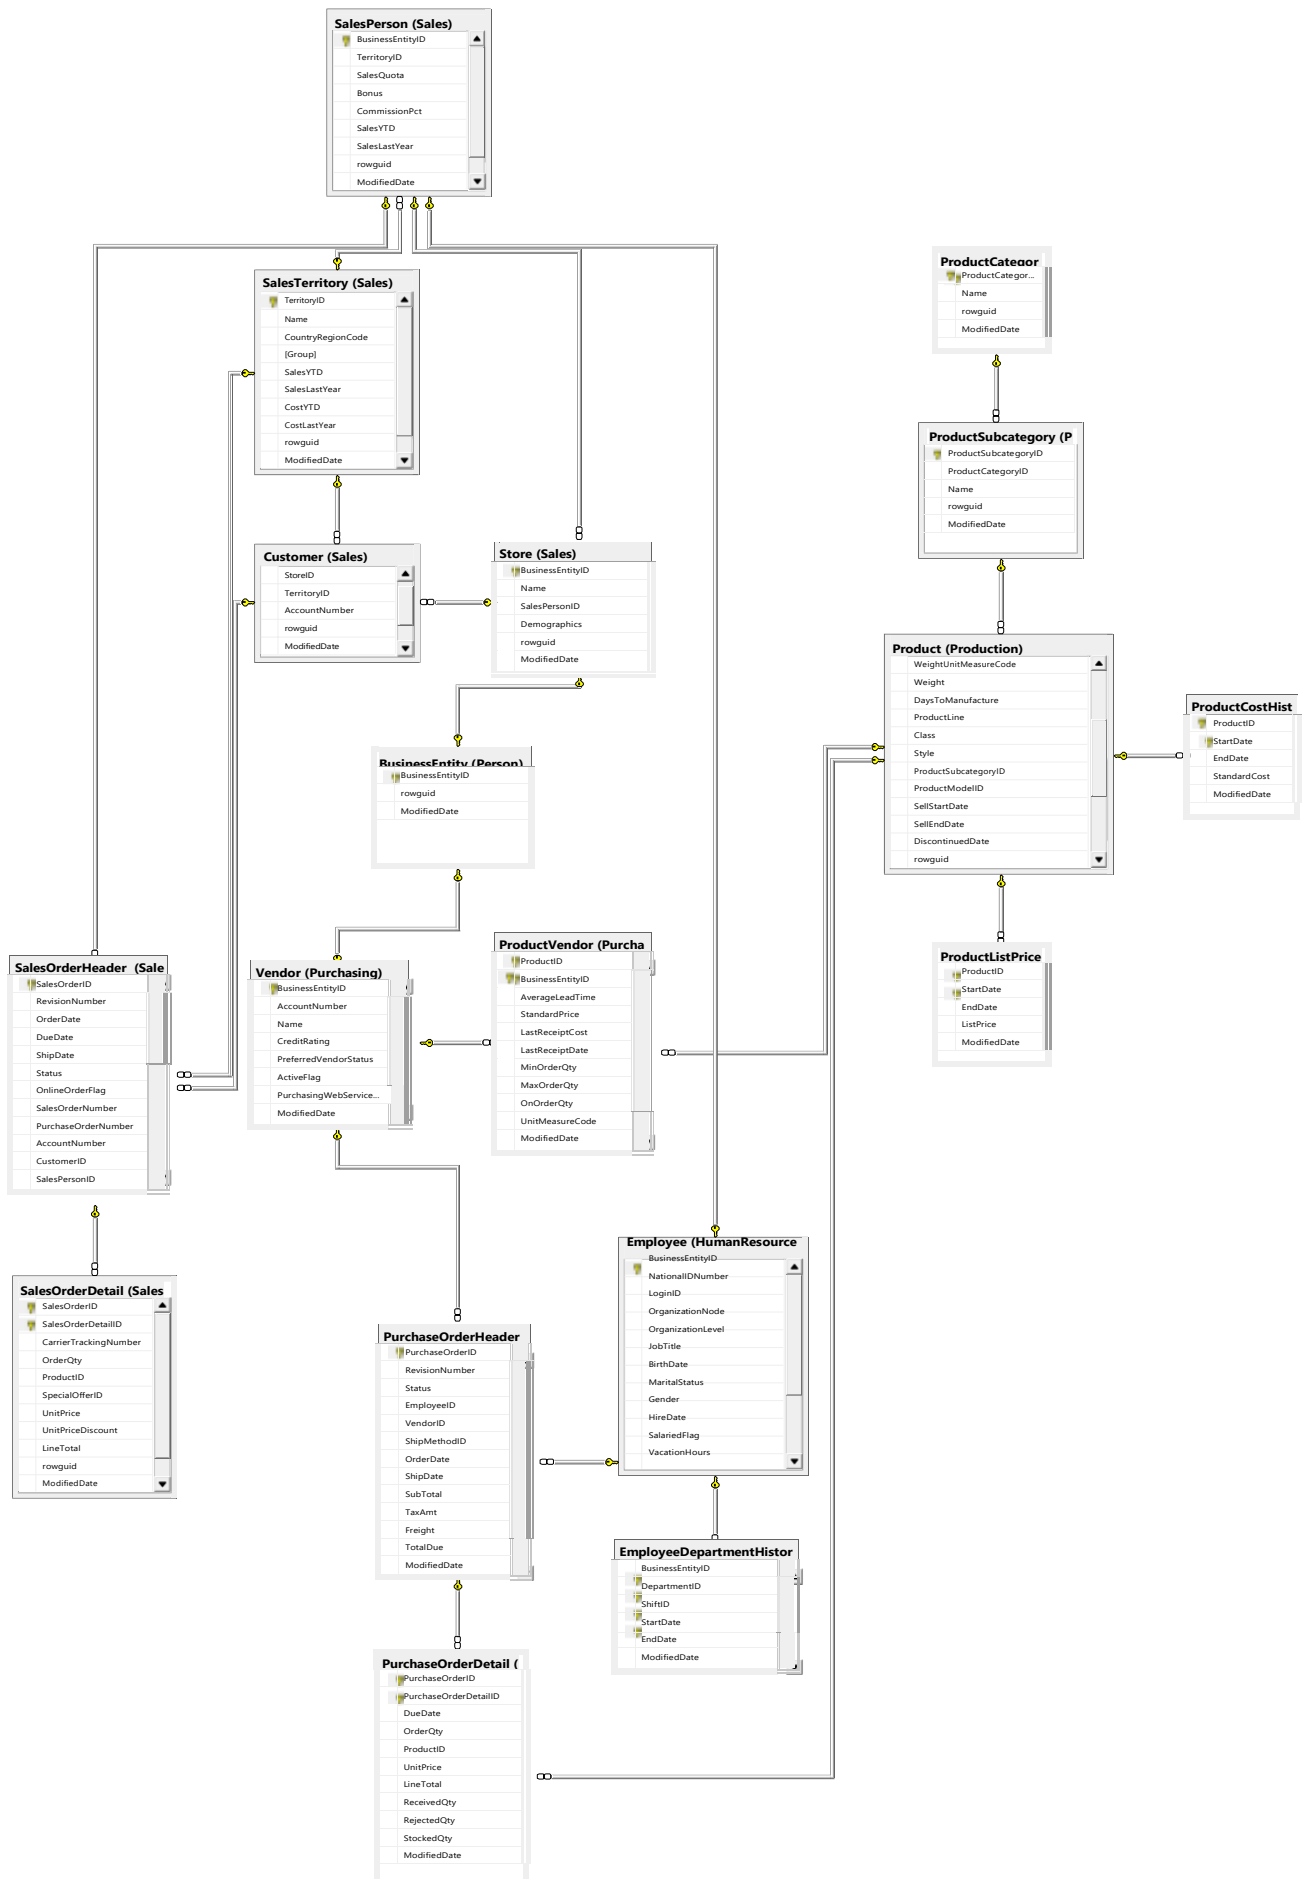 SalesPerson (Sales)
BusinessEntityID
TerritoryID
SalesQuota
Bonus
CommissionPct
SalesYTD
SalesLastYear
rowguid
ModifiedDate
SalesTerritory (Sales)
TerritoryID
Name
CountryRegionCode
[Group]
SalesYTD
SalesLastYear
CostYTD
CostLastYear
rowguid
ModifiedDate
ProductCategor
ProductCategor...
Name
rowguid
ModifiedDate
ProductSubcategory (P
ProductSubcategoryID
ProductCategoryID
Name
rowguid
ModifiedDate
Customer (Sales)
StoreID
TerritoryID
AccountNumber
rowguid
ModifiedDate
Store (Sales)
BusinessEntityID
Name
SalesPersonID
Demographics
rowguid
ModifiedDate
Product (Production)
WeightUnitMeasureCode
Weight
DaysToManufacture
ProductLine
Class
Style
ProductSubcategoryID
ProductModelID
SellStartDate
SellEndDate
DiscontinuedDate
rowguid
ProductCostHist
ProductID
StartDate
EndDate
StandardCost
ModifiedDate
BusinessEntity (Person)
BusinessEntityID
rowguid
ModifiedDate
ProductListPrice
ProductID
StartDate
EndDate
ListPrice
ModifiedDate
SalesOrderHeader (Sale
SalesOrderID
RevisionNumber
OrderDate
DueDate
ShipDate
Status
OnlineOrderFlag
SalesOrderNumber
PurchaseOrderNumber
AccountNumber
CustomerID
SalesPersonID
Vendor (Purchasing)
BusinessEntityID
AccountNumber
Name
CreditRating
PreferredVendorStatus
ActiveFlag
PurchasingWebService...
ModifiedDate
ProductVendor (Purcha
ProductID
BusinessEntityID
AverageLeadTime
StandardPrice
LastReceiptCost
LastReceiptDate
MinOrderQty
MaxOrderQty
OnOrderQty
UnitMeasureCode
ModifiedDate
SalesOrderDetail (Sales
SalesOrderID
SalesOrderDetailID
CarrierTrackingNumber
OrderQty
ProductID
SpecialOfferID
UnitPrice
UnitPriceDiscount
LineTotal
rowguid
ModifiedDate
PurchaseOrderHeader
PurchaseOrderID
RevisionNumber
Status
EmployeeID
VendorID
ShipMethodID
OrderDate
ShipDate
SubTotal
TaxAmt
Freight
TotalDue
ModifiedDate
Employee (HumanResource
BusinessEntityID
NationalIDNumber
LoginID
OrganizationNode
OrganizationLevel
JobTitle
BirthDate
MaritalStatus
Gender
HireDate
SalariedFlag
VacationHours
EmployeeDepartmentHistor
BusinessEntityID
DepartmentID
ShiftID
StartDate
EndDate
ModifiedDate
PurchaseOrderDetail (
PurchaseOrderID
PurchaseOrderDetailID
DueDate
OrderQty
ProductID
UnitPrice
LineTotal
ReceivedQty
RejectedQty
StockedQty
ModifiedDate